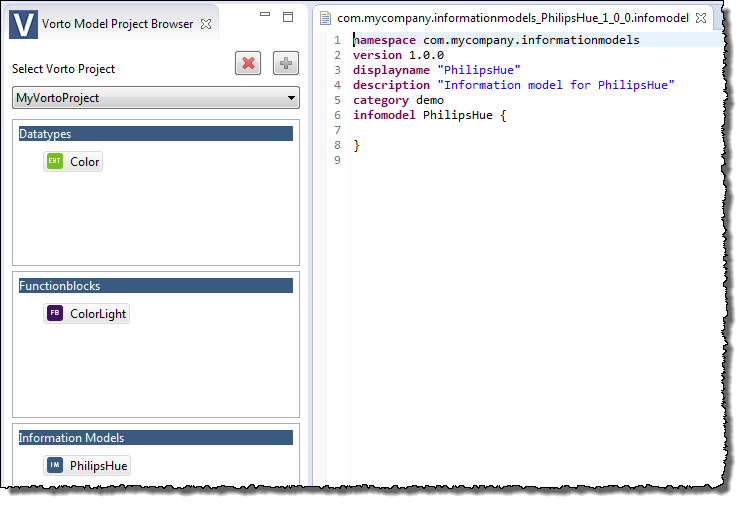 V Vorto Model Project Browser
Select Vorto Project
MyVortoProject
Datatypes
EHT Color
Functionblocks
FB ColorLight
Information Models
IM PhilipsHue
com.mycompany.informationmodels_PhilipsHue_1_0_0.infomodel
1 namespace com.mycompany.informationmodels
2 version 1.0.0
3 displayname "PhilipsHue"
4 description "Information model for PhilipsHue"
5 category demo
6 infomodel PhilipsHue {
7
8 }
9